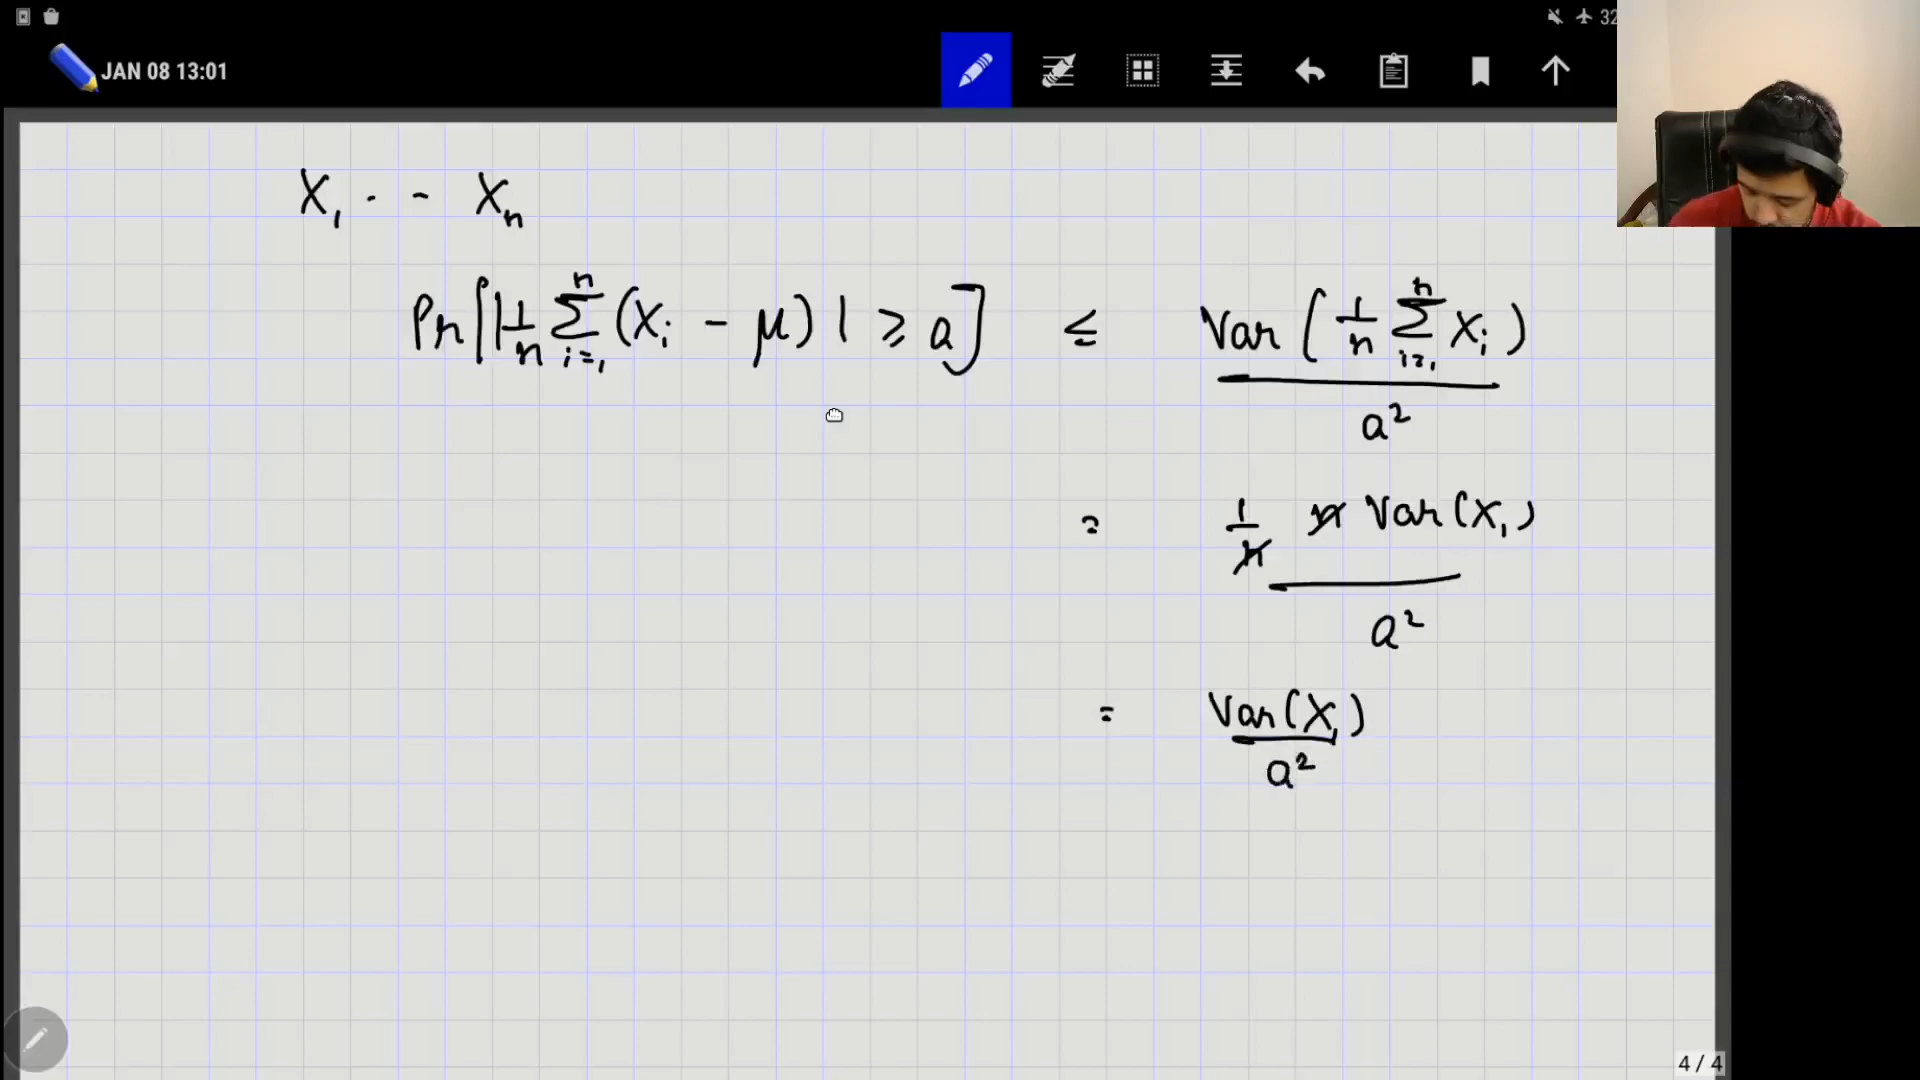 32
JAN 08 13:01
X₁ . - - Xₙ
Pr[|1/n ∑ᵢ₌₁ⁿ (Xᵢ - μ)| ≥ a] ≤ Var(1/n ∑ᵢ₌₁ⁿ Xᵢ) / a²
= 1/n n Var(X₁) / a²
= Var(X₁) / a²
4 / 4